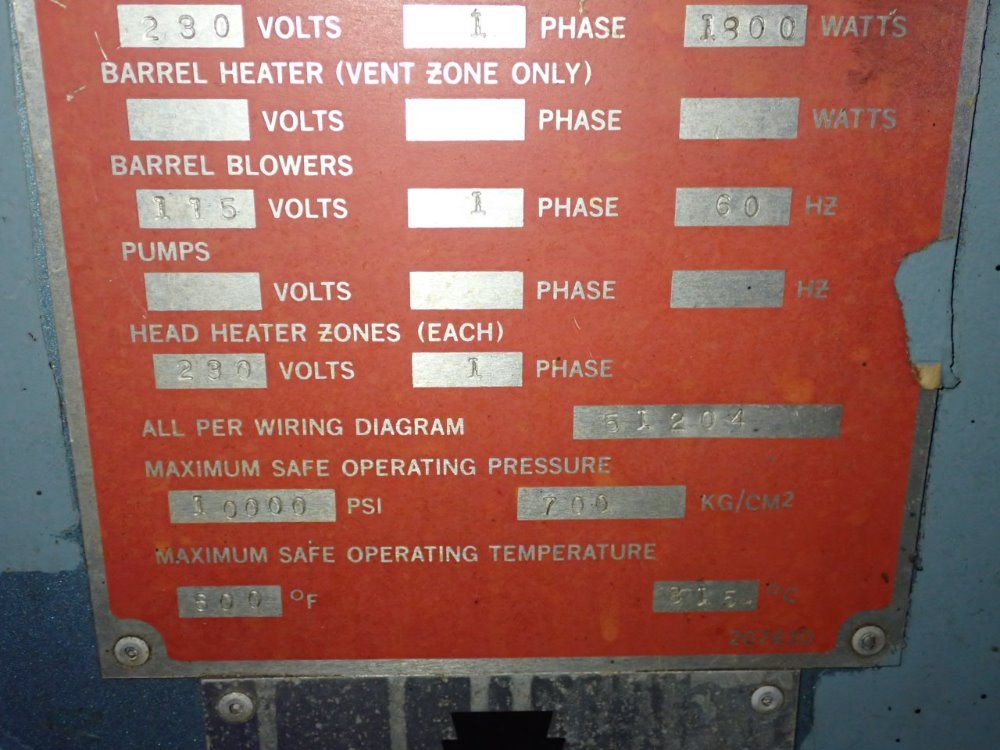 230 VOLTS 1 PHASE 1800 WATTS
BARREL HEATER (VENT ZONE ONLY)
VOLTS PHASE WATTS
BARREL BLOWERS
115 VOLTS 1 PHASE 60 HZ
PUMPS
VOLTS PHASE HZ
HEAD HEATER ZONES (EACH)
230 VOLTS 1 PHASE
ALL PER WIRING DIAGRAM 51204
MAXIMUM SAFE OPERATING PRESSURE
10000 PSI 700 KG/CM2
MAXIMUM SAFE OPERATING TEMPERATURE
600 °F 315 °C